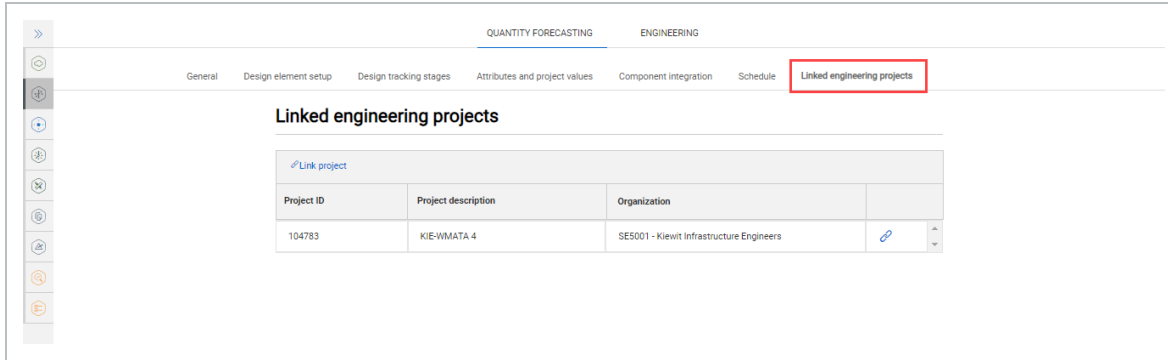 QUANTITY FORECASTING ENGINEERING
General Design element setup Design tracking stages Attributes and project values Component integration Schedule Linked engineering projects
Linked engineering projects
Link project
Project ID Project description Organization
104783 KIE-WMATA 4 SE5001 - Kiewit Infrastructure Engineers